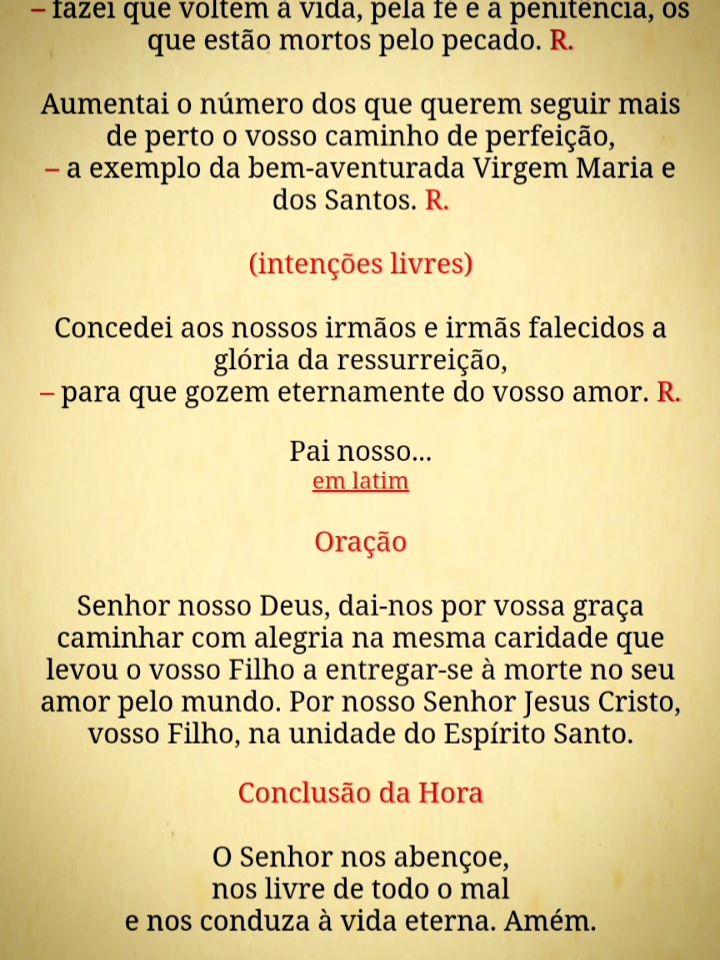 – fazei que voltem à vida, pela fé e a penitência, os
que estão mortos pelo pecado. R.
Aumentai o número dos que querem seguir mais
de perto o vosso caminho de perfeição,
– a exemplo da bem-aventurada Virgem Maria e
dos Santos. R.
(intenções livres)
Concedei aos nossos irmãos e irmãs falecidos a
glória da ressurreição,
– para que gozem eternamente do vosso amor. R.
Pai nosso...
em latim
Oração
Senhor nosso Deus, dai-nos por vossa graça
caminhar com alegria na mesma caridade que
levou o vosso Filho a entregar-se à morte no seu
amor pelo mundo. Por nosso Senhor Jesus Cristo,
vosso Filho, na unidade do Espírito Santo.
Conclusão da Hora
O Senhor nos abençoe,
nos livre de todo o mal
e nos conduza à vida eterna. Amém.